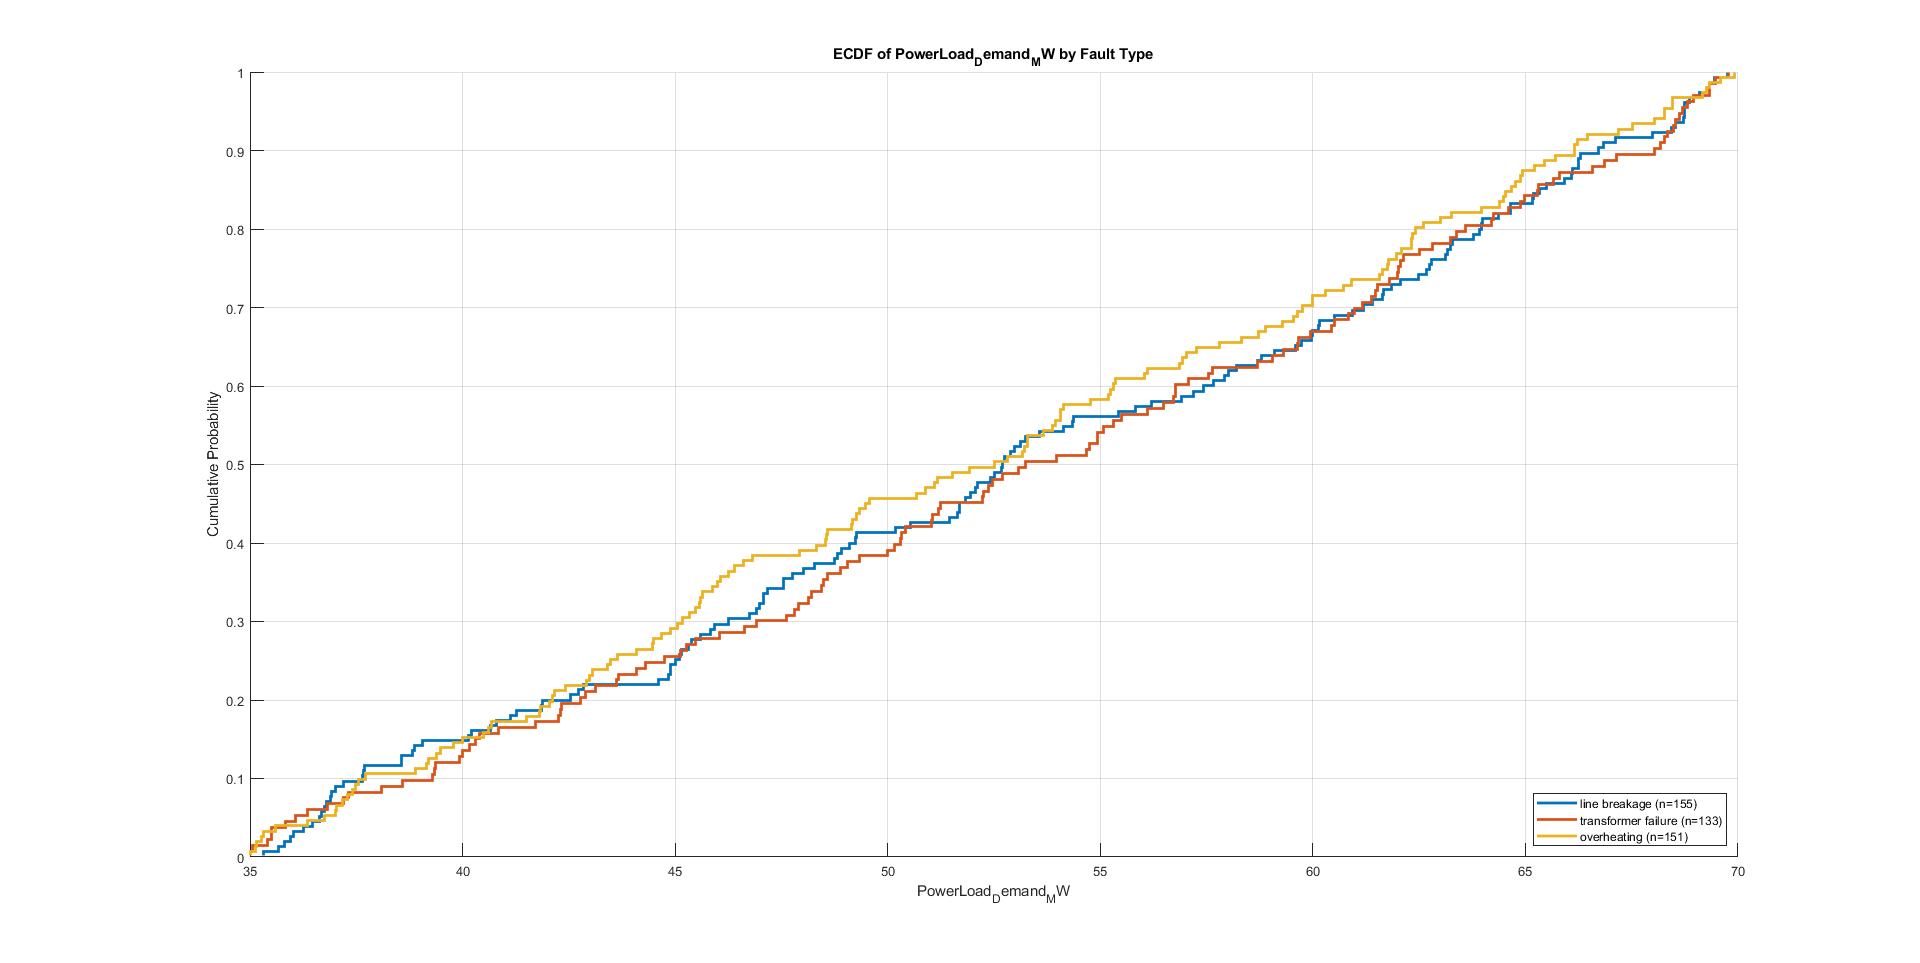 ECDF of PowerLoad_Demand_MW by Fault Type
1
0.9
0.8
0.7
0.6
0.5
0.4
0.3
0.2
0.1
0
Cumulative Probability
35 40 45 50 55 60 65 70
PowerLoad_Demand_MW
line breakage (n=155)
transformer failure (n=133)
overheating (n=151)